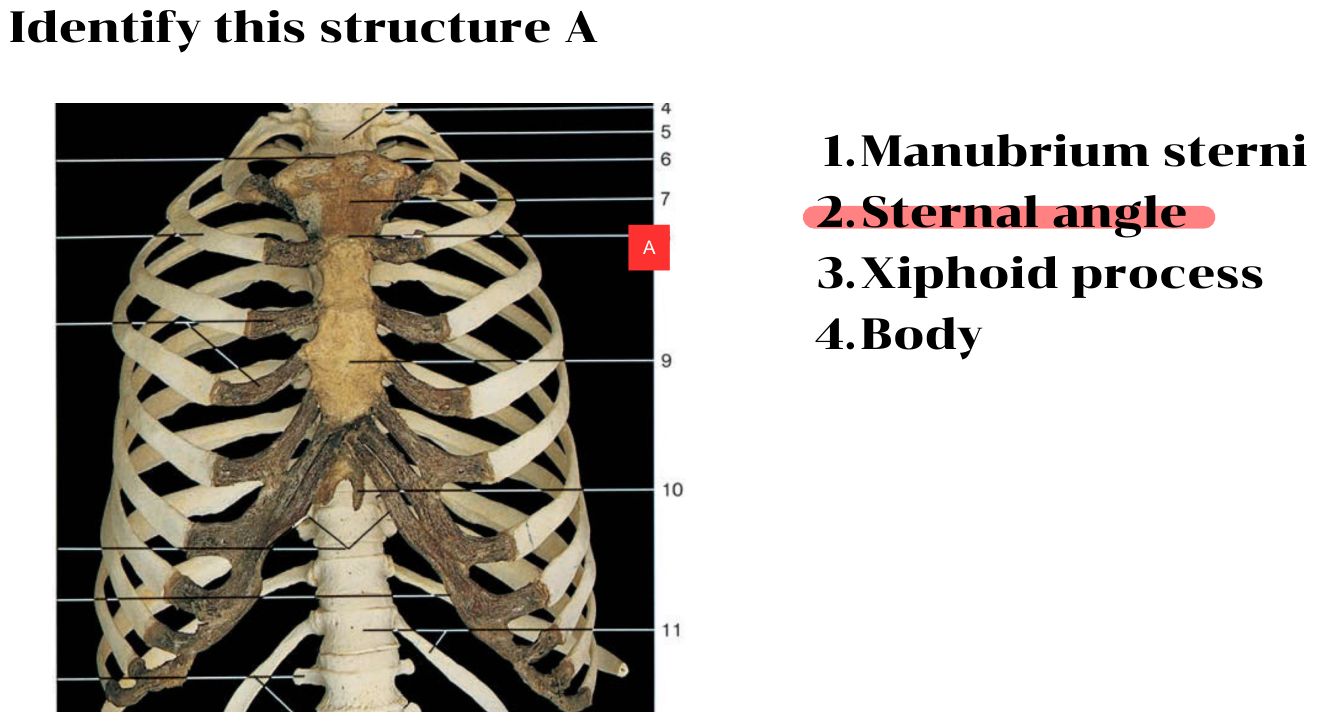 Identify this structure A
4
5
6
7
A
9
10
11
1. Manubrium sterni
2. Sternal angle
3. Xiphoid process
4. Body